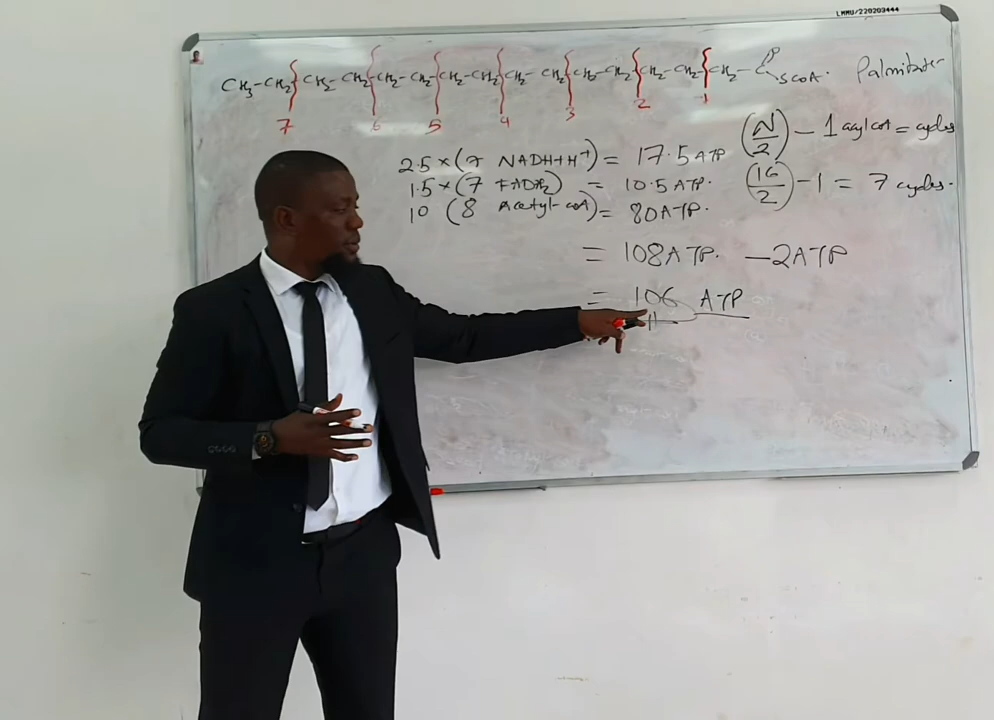 LMMU/220203444
CH3-CH2 CH2-CH2 CH2-CH2 CH2-CH2 CH2-CH2 CH2-CH2 CH2-CH2 CH2-C SCoA. Palmitate
7 6 5 4 3 2 1
(N/2) - 1 acyl CoA = cycles
2.5 × (7 NADH+H+) = 17.5 ATP
(16/2) - 1 = 7 cycles.
1.5 × (7 FADH2) = 10.5 ATP.
10 (8 Acetyl-CoA) = 80 ATP.
= 108 ATP. - 2 ATP
= 106 ATP